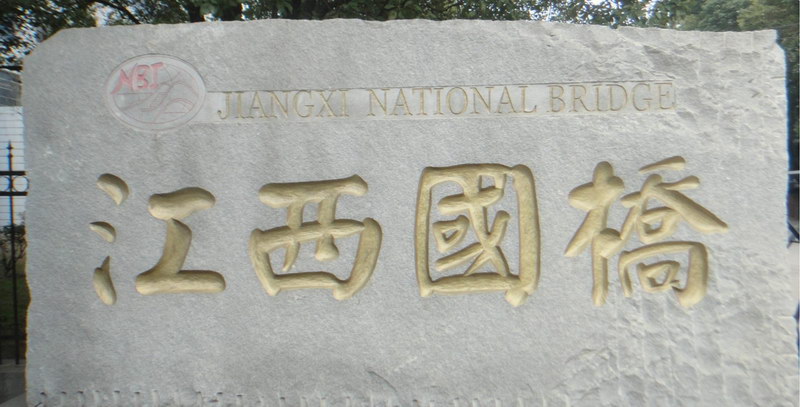 NBI
JIANGXI NATIONAL BRIDGE
江西國橋